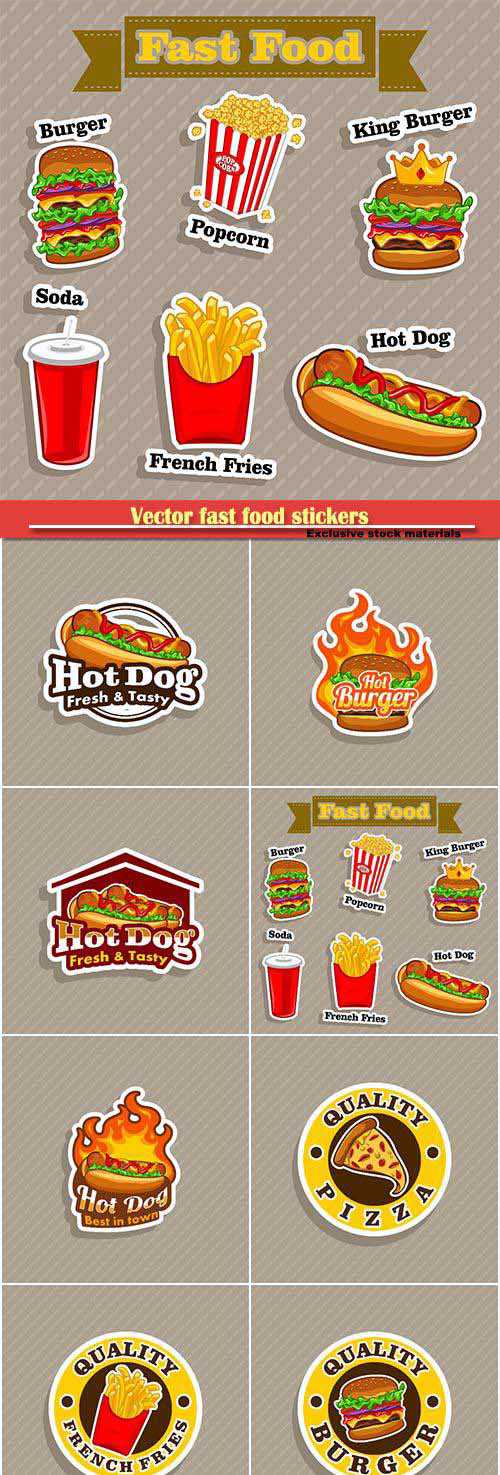 Fast Food
Burger
King Burger
POP
CORN
Popcorn
Soda
Hot Dog
French Fries
Vector fast food stickers
Exclusive stock materials
Hot Dog
Fresh & Tasty
Hot
Burger
Hot Dog
Fresh & Tasty
Fast Food
Burger
King Burger
Popcorn
Soda
Hot Dog
French Fries
Hot Dog
Best in town
QUALITY
PIZZA
QUALITY
FRENCH FRIES
QUALITY
BURGER